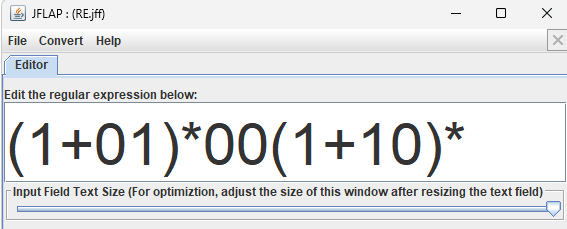 JFLAP : (RE.jff)
File Convert Help
Editor
Edit the regular expression below:
(1+01)*00(1+10)*
Input Field Text Size (For optimiztion, adjust the size of this window after resizing the text field)